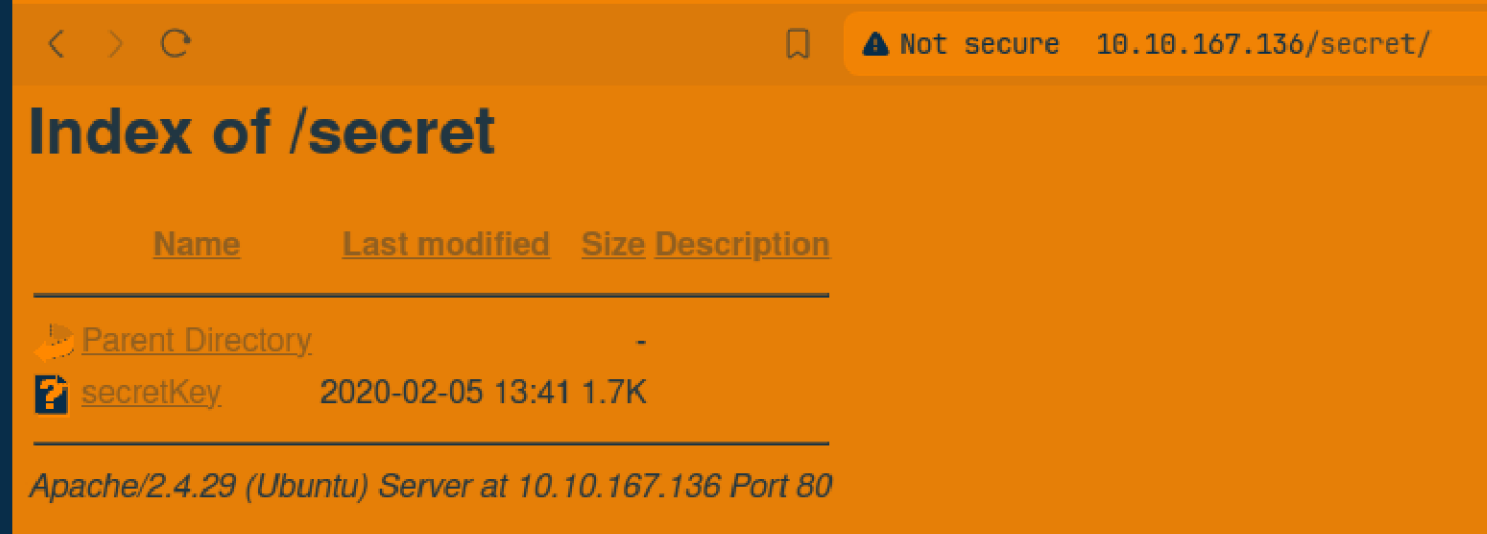 Not secure 10.10.167.136/secret/
Index of /secret
Name Last modified Size Description
Parent Directory -
secretKey 2020-02-05 13:41 1.7K
Apache/2.4.29 (Ubuntu) Server at 10.10.167.136 Port 80